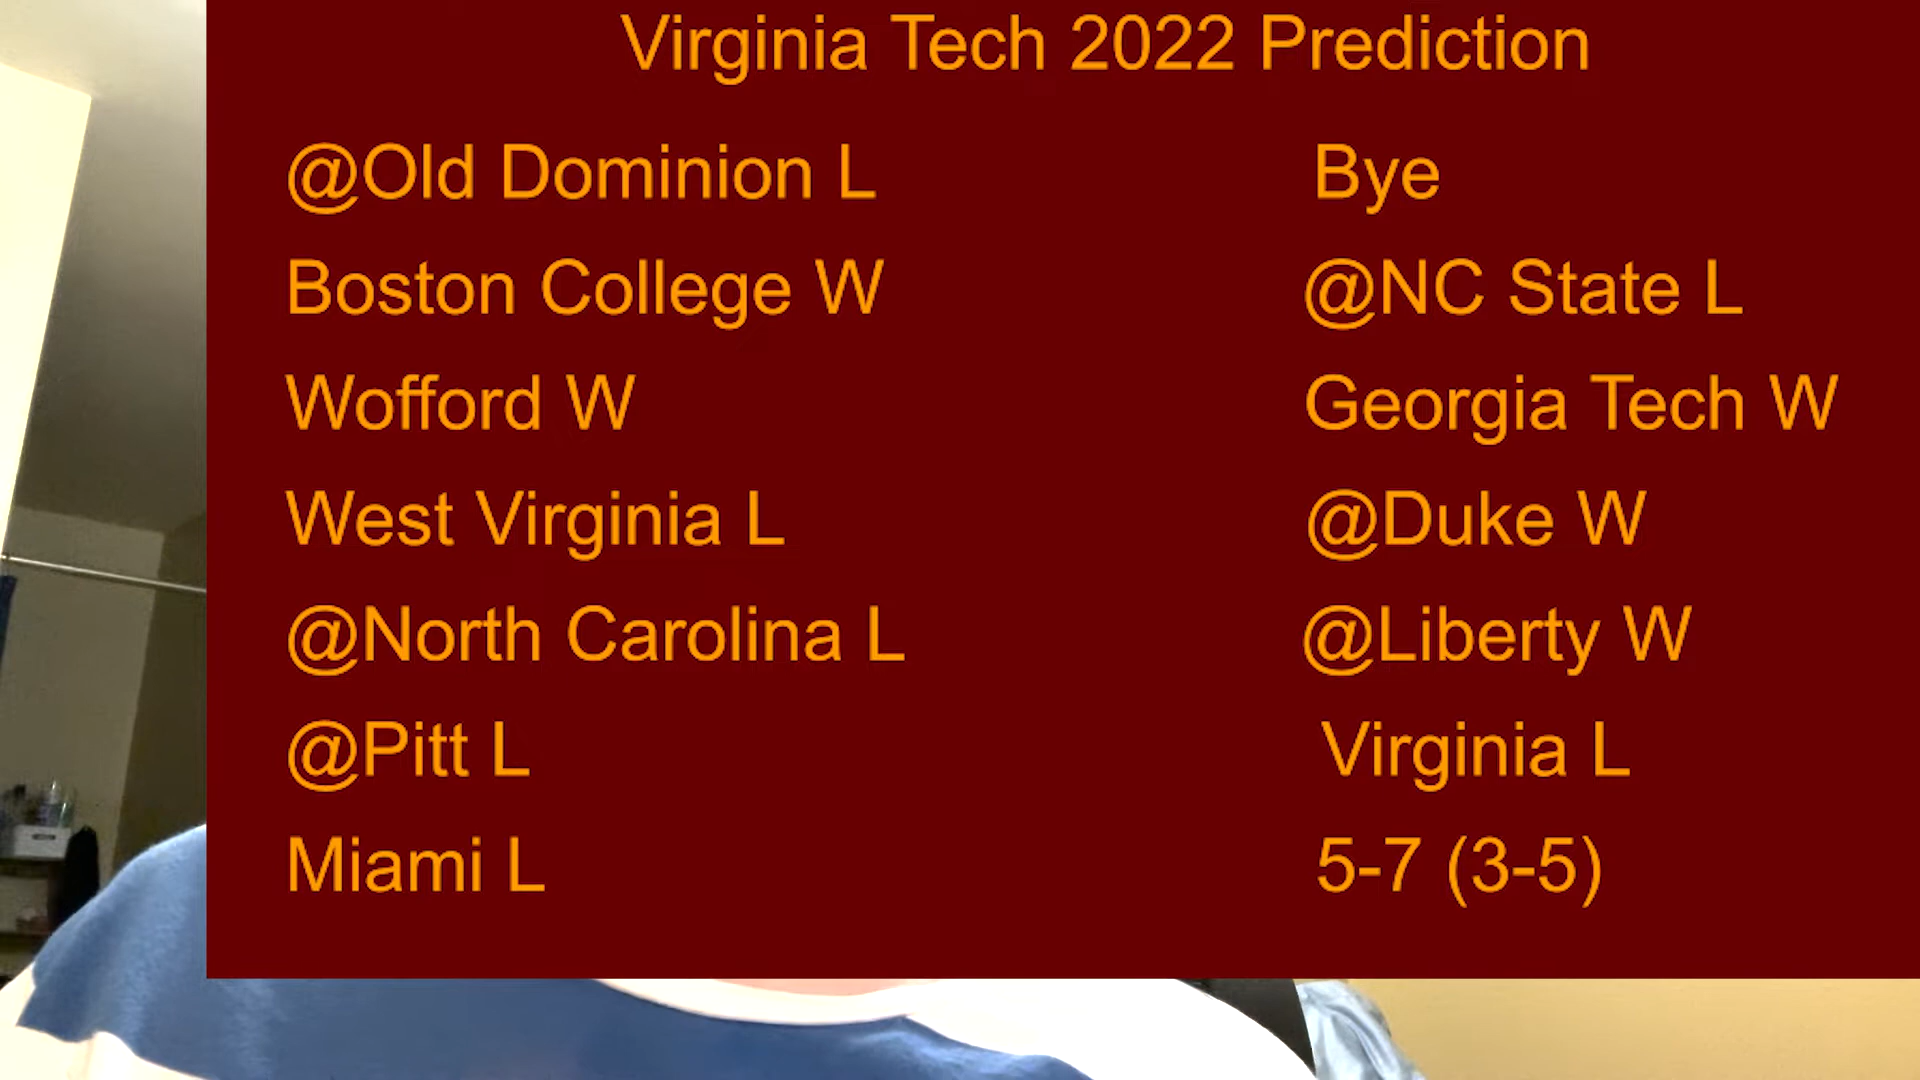 Virginia Tech 2022 Prediction
@Old Dominion L
Boston College W
Wofford W
West Virginia L
@North Carolina L
@Pitt L
Miami L
Bye
@NC State L
Georgia Tech W
@Duke W
@Liberty W
Virginia L
5-7 (3-5)